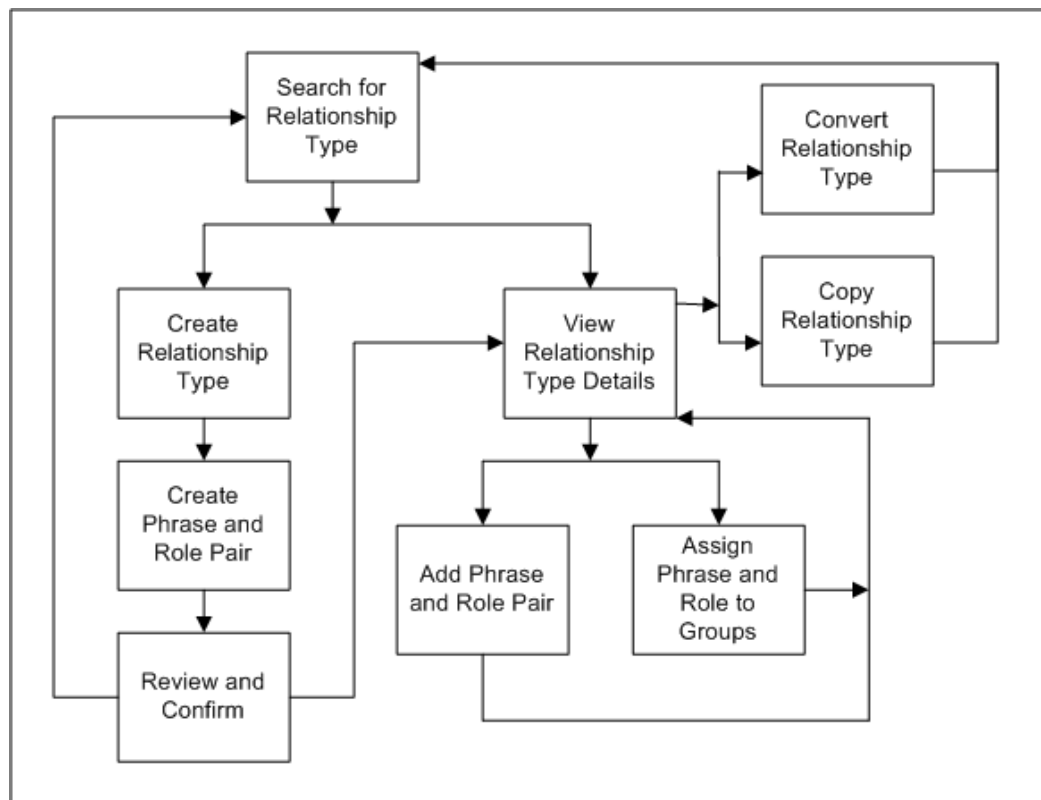 Search for
Relationship
Type
Convert
Relationship
Type
Create
Relationship
Type
View
Relationship
Type Details
Copy
Relationship
Type
Create
Phrase and
Role Pair
Add Phrase
and Role Pair
Assign
Phrase and
Role to
Groups
Review and
Confirm